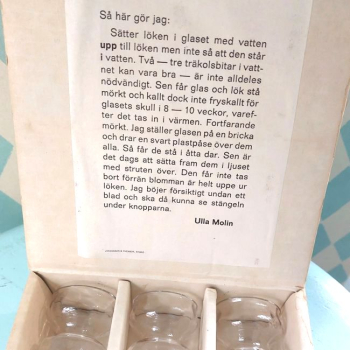 Så här gör jag:
Sätter löken i glaset med vatten
upp till löken men inte så att den står
i vatten. Två — tre träkolsbitar i vatt-
net kan vara bra — är inte alldeles
nödvändigt. Sen får glas och lök stå
mörkt och kallt dock inte fryskallt för
glasets skull i 8 — 10 veckor, varef-
ter det tas in i värmen. Fortfarande
mörkt. Jag ställer glasen på en bricka
och drar en svart plastpåse över dem
alla. Så får de stå i åtta dar. Sen är
det dags att sätta fram dem i ljuset
med struten över. Den får inte tas
bort förrän blomman är helt uppe ur
löken. Jag böjer försiktigt undan ett
blad och ska då kunna se stängeln
under knopparna.
Ulla Molin